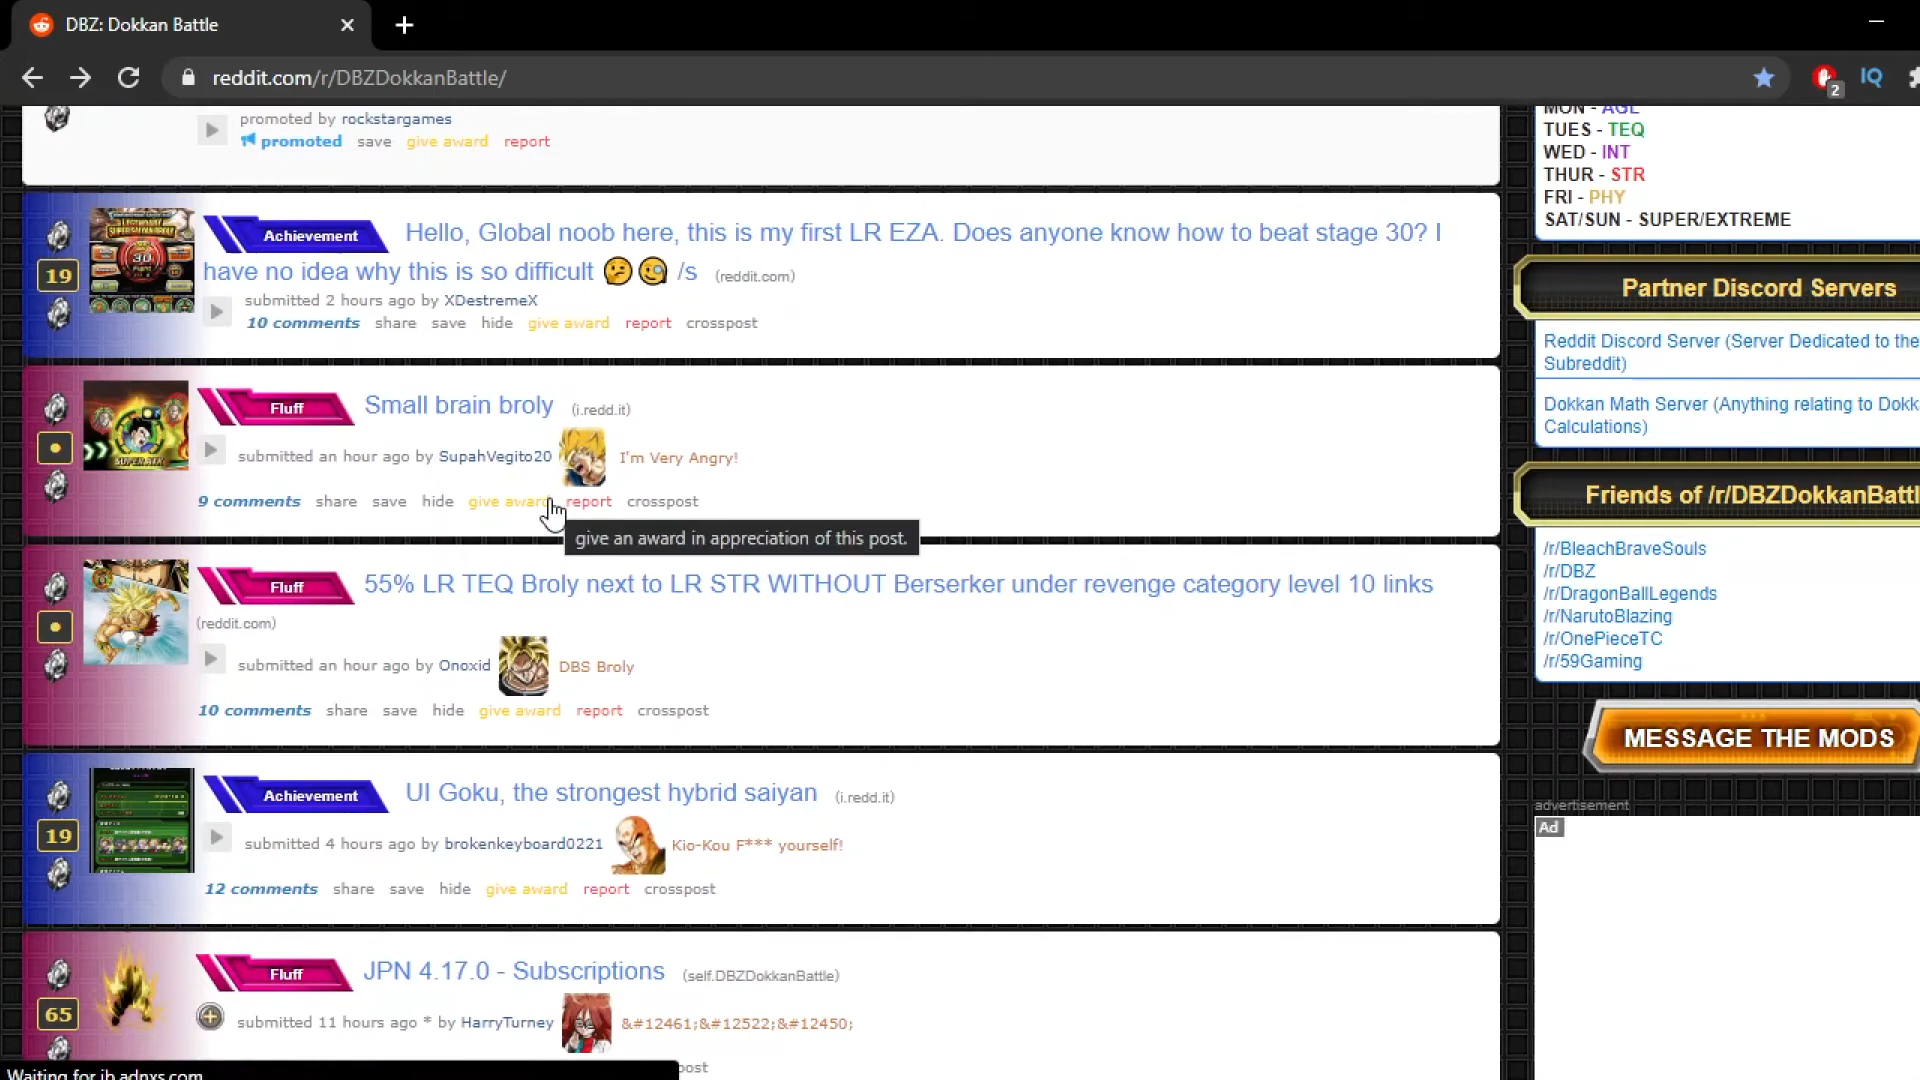 DBZ: Dokkan Battle
reddit.com/r/DBZDokkanBattle/
2
IQ
promoted by rockstargames
promoted save give award report
Achievement Hello, Global noob here, this is my first LR EZA. Does anyone know how to beat stage 30? I
have no idea why this is so difficult 🤔🧐 /s (reddit.com)
19
submitted 2 hours ago by XDestremeX
10 comments share save hide give award report crosspost
Fluff Small brain broly (i.redd.it)
•
submitted an hour ago by SupahVegito20 I'm Very Angry!
9 comments share save hide give award report crosspost
give an award in appreciation of this post.
Fluff 55% LR TEQ Broly next to LR STR WITHOUT Berserker under revenge category level 10 links
(reddit.com)
•
submitted an hour ago by Onoxid DBS Broly
10 comments share save hide give award report crosspost
Achievement UI Goku, the strongest hybrid saiyan (i.redd.it)
19
submitted 4 hours ago by brokenkeyboard0221 Kio-Kou F*** yourself!
12 comments share save hide give award report crosspost
Fluff JPN 4.17.0 - Subscriptions (self.DBZDokkanBattle)
65
submitted 11 hours ago * by HarryTurney &#12461;&#12522;&#12450;
post
Waiting for ib.adnxs.com
MON - AGL
TUES - TEQ
WED - INT
THUR - STR
FRI - PHY
SAT/SUN - SUPER/EXTREME
Partner Discord Servers
Reddit Discord Server (Server Dedicated to the
Subreddit)
Dokkan Math Server (Anything relating to Dokk
Calculations)
Friends of /r/DBZDokkanBattl
/r/BleachBraveSouls
/r/DBZ
/r/DragonBallLegends
/r/NarutoBlazing
/r/OnePieceTC
/r/59Gaming
MESSAGE THE MODS
advertisement
Ad